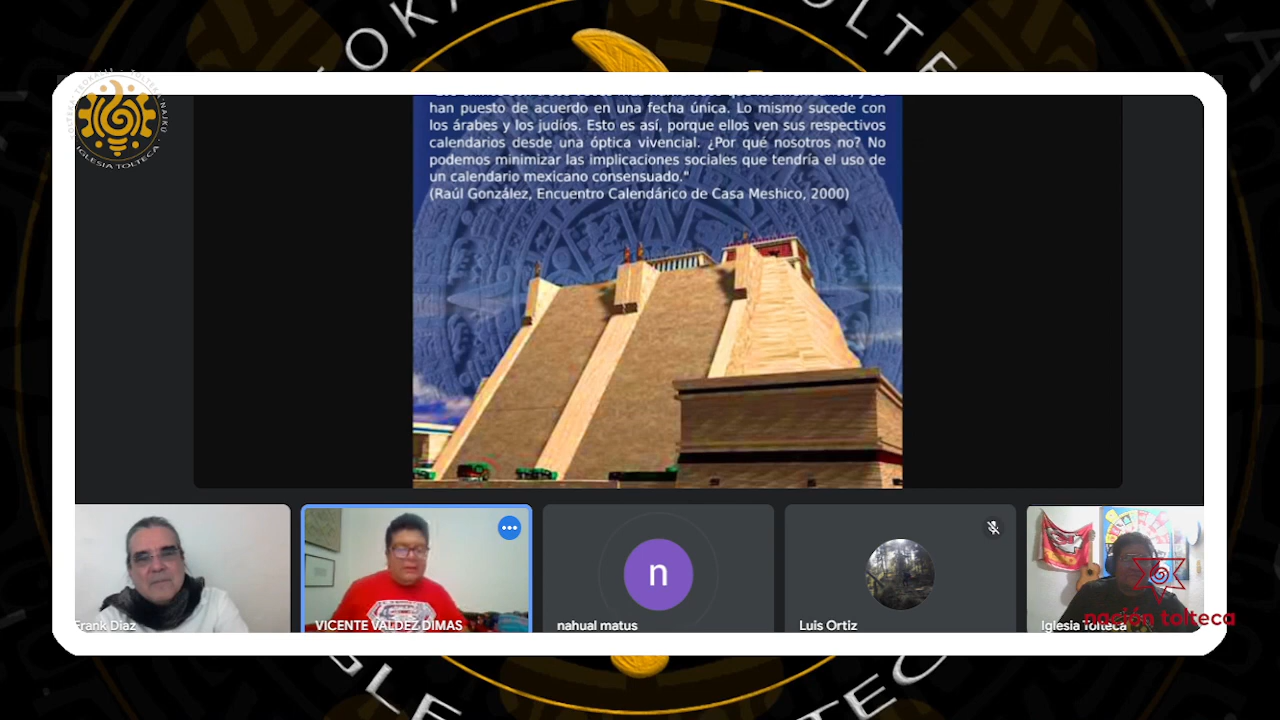 han puesto de acuerdo en una fecha única. Lo mismo sucede con
los árabes y los judíos. Esto es así, porque ellos ven sus respectivos
calendarios desde una óptica vivencial. ¿Por qué nosotros no? No
podemos minimizar las implicaciones sociales que tendría el uso de
un calendario mexicano consensuado."
(Raúl González, Encuentro Calendárico de Casa Meshico, 2000)
IGLESIA TOLTECA
Frank Diaz
VICENTE VALDEZ DIMAS
n
nahual matus
Luis Ortiz
Iglesia Tolteca
nación tolteca